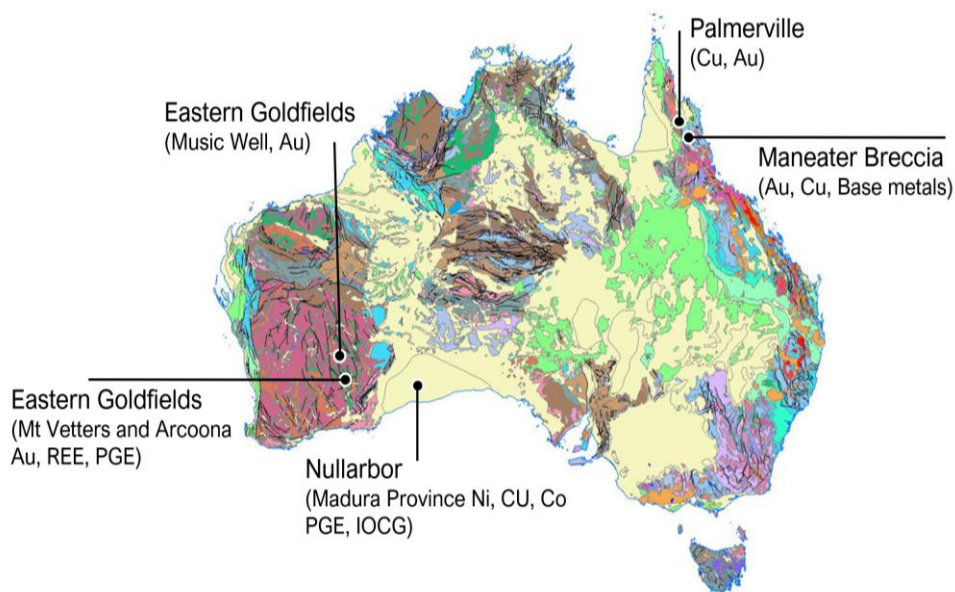 Palmerville
(Cu, Au)
Eastern Goldfields
(Music Well, Au)
Maneater Breccia
(Au, Cu, Base metals)
Eastern Goldfields
(Mt Vetters and Arcoona
Au, REE, PGE)
Nullarbor
(Madura Province Ni, CU, Co
PGE, IOCG)